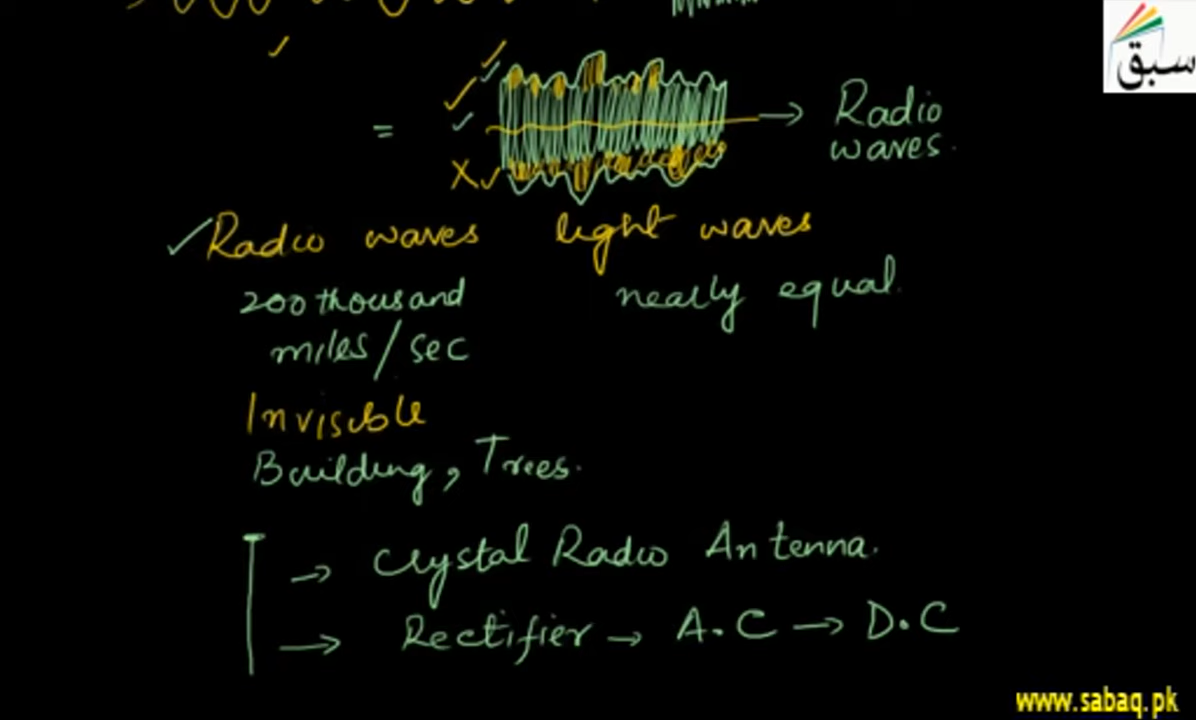 سبق
= → Radio
waves.
Radio waves light waves
200 thousand nearly equal.
miles/sec
Invisible
Building, Trees.
→ Crystal Radio Antenna.
→ Rectifier → A.C → D.C
www.sabaq.pk